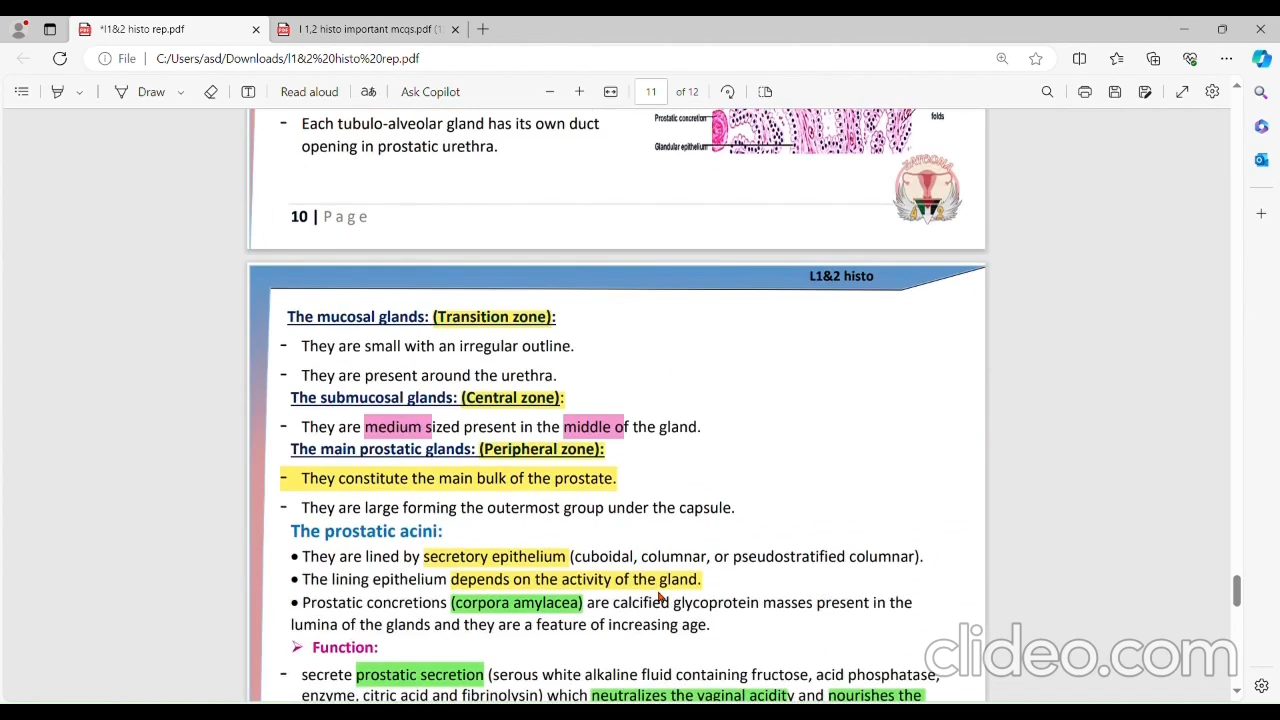 *l1&2 histo rep.pdf
l 1,2 histo important mcqs.pdf (1
File
C:/Users/asd/Downloads/l1&2%20histo%20rep.pdf
Draw
Read aloud
Ask Copilot
11
of 12
- Each tubulo-alveolar gland has its own duct
opening in prostatic urethra.
Prostatic concretion
folds
Glandular epithelium
ZAITOONA
10 | Page
L1&2 histo
The mucosal glands: (Transition zone):
- They are small with an irregular outline.
- They are present around the urethra.
The submucosal glands: (Central zone):
- They are medium sized present in the middle of the gland.
The main prostatic glands: (Peripheral zone):
- They constitute the main bulk of the prostate.
- They are large forming the outermost group under the capsule.
The prostatic acini:
• They are lined by secretory epithelium (cuboidal, columnar, or pseudostratified columnar).
• The lining epithelium depends on the activity of the gland.
• Prostatic concretions (corpora amylacea) are calcified glycoprotein masses present in the
lumina of the glands and they are a feature of increasing age.
➤ Function:
- secrete prostatic secretion (serous white alkaline fluid containing fructose, acid phosphatase,
enzyme, citric acid and fibrinolysin) which neutralizes the vaginal acidity and nourishes the
clideo.com